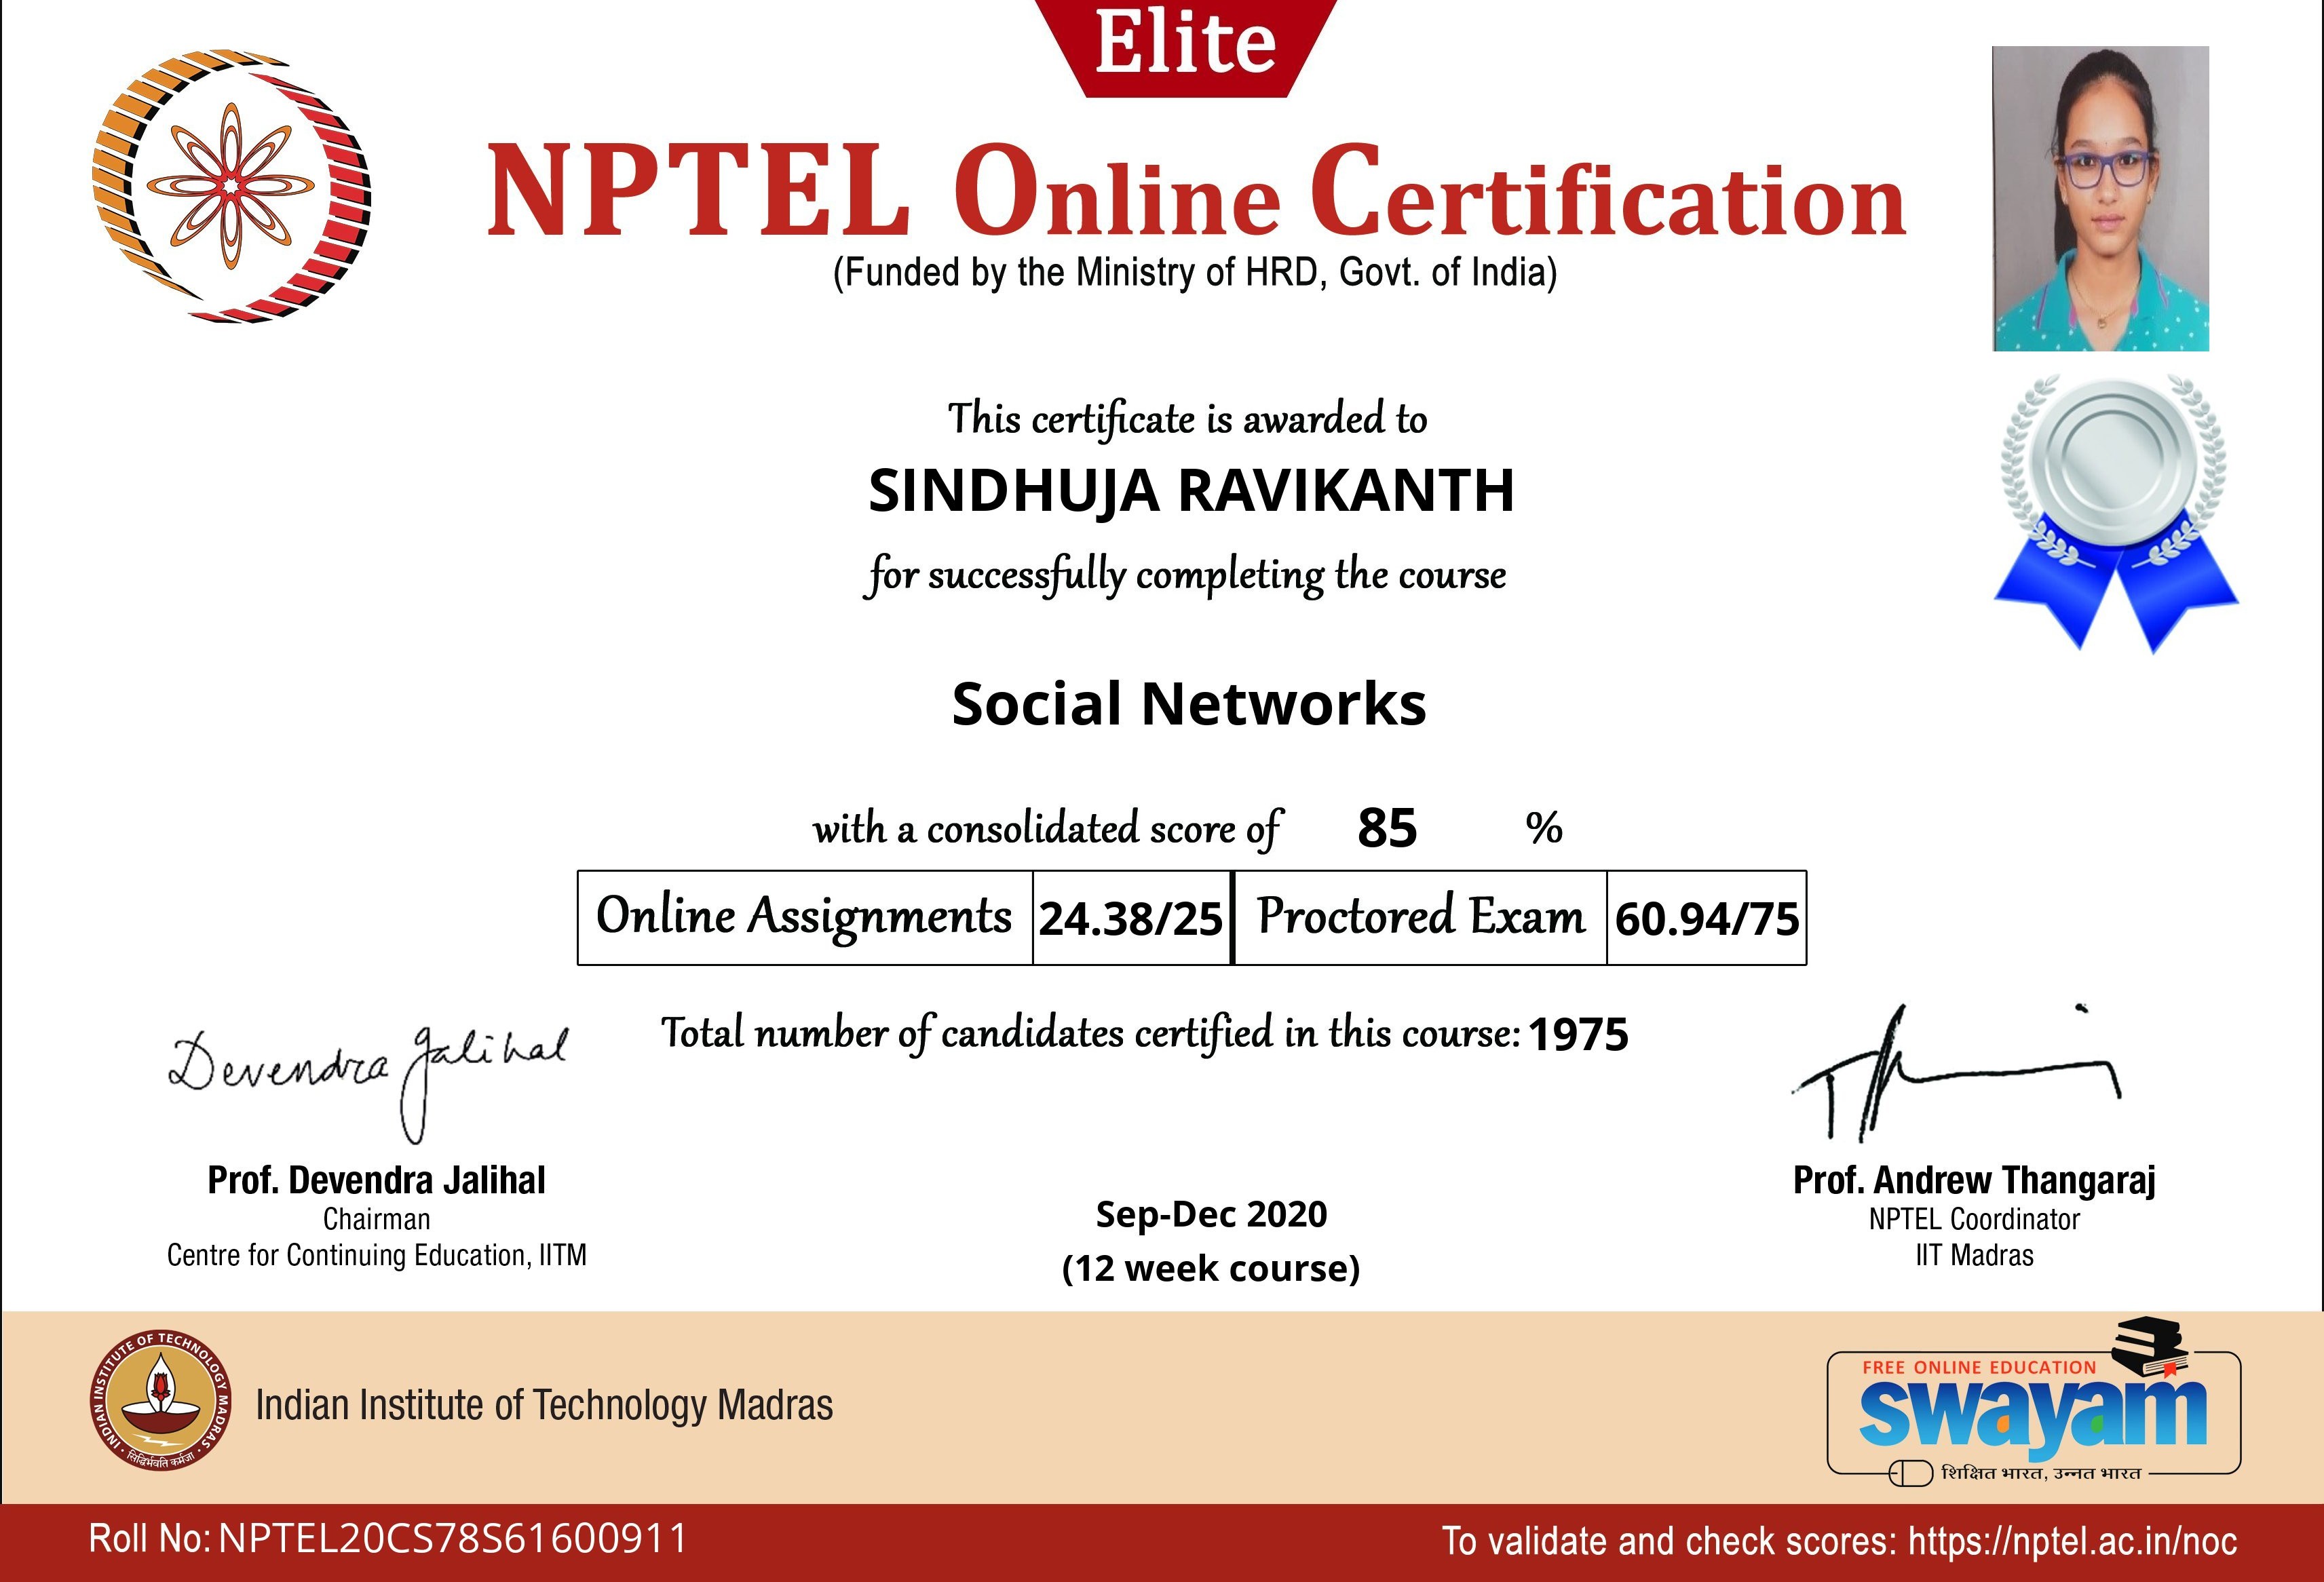 Elite
NPTEL Online Certification
(Funded by the Ministry of HRD, Govt. of India)
This certificate is awarded to
SINDHUJA RAVIKANTH
for successfully completing the course
Social Networks
with a consolidated score of 85 %
Online Assignments 24.38/25 Proctored Exam 60.94/75
Total number of candidates certified in this course: 1975
Devendra Jalihal
Prof. Devendra Jalihal
Chairman
Centre for Continuing Education, IITM
Sep-Dec 2020
(12 week course)
Prof. Andrew Thangaraj
NPTEL Coordinator
IIT Madras
INDIAN INSTITUTE OF TECHNOLOGY MADRAS
सिद्धिर्भवति कर्मजा
Indian Institute of Technology Madras
FREE ONLINE EDUCATION
swayam
शिक्षित भारत, उन्नत भारत
Roll No: NPTEL20CS78S61600911
To validate and check scores: https://nptel.ac.in/noc